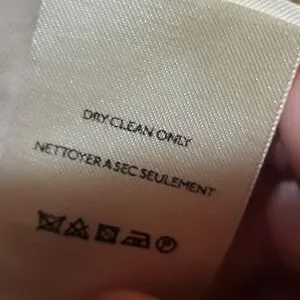 DRY CLEAN ONLY
NETTOYER A SEC SEULEMENT
P